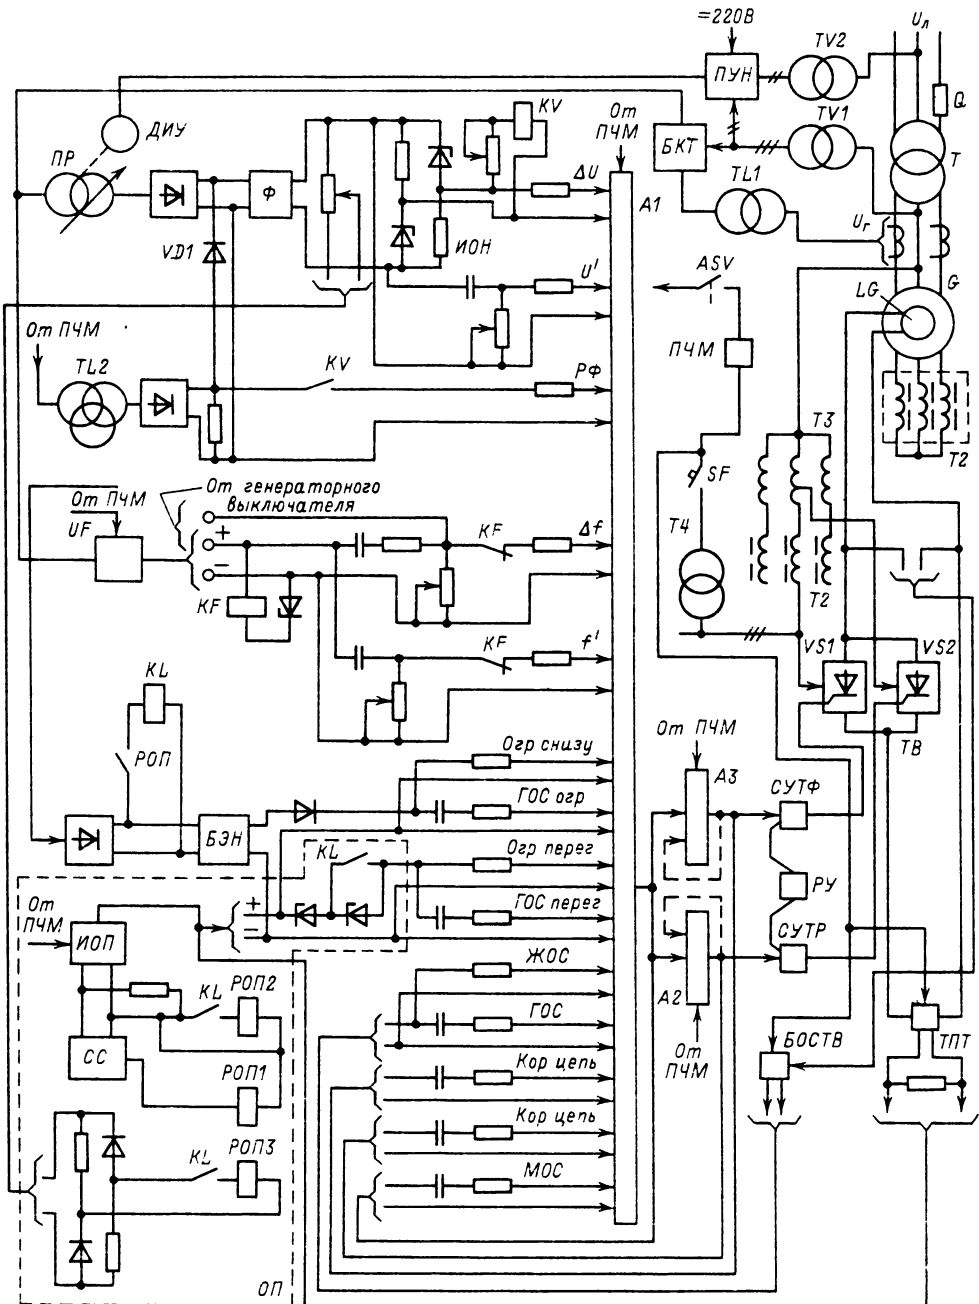 =220В
Uл
TV2
ПУН
Q
От
ПЧМ
TV1
KV
ДИУ
БКТ
T
ПР
TL1
Ф
ΔU
A1
Uг
VD1
ИОН
ASV
G
U'
LG
От ПЧМ
ПЧМ
KV
TL2
РФ
T3
T2
SF
От генераторного
выключателя
От ПЧМ
UF
+
KF
Δf
T4
–
KF
T2
KF
f'
VS1
VS2
KL
От ПЧМ
РОП
Огр снизу
ТВ
A3
СУТФ
ГОС огр
БЭН
KL
Огр перег
РУ
От
ПЧМ
+
ГОС перег
ИОП
–
СУТР
ЖОС
KL
РОП2
A2
ГОС
СС
БОСТВ
ТПТ
От
ПЧМ
Кор цепь
РОП1
Кор цепь
KL
РОП3
МОС
ОП